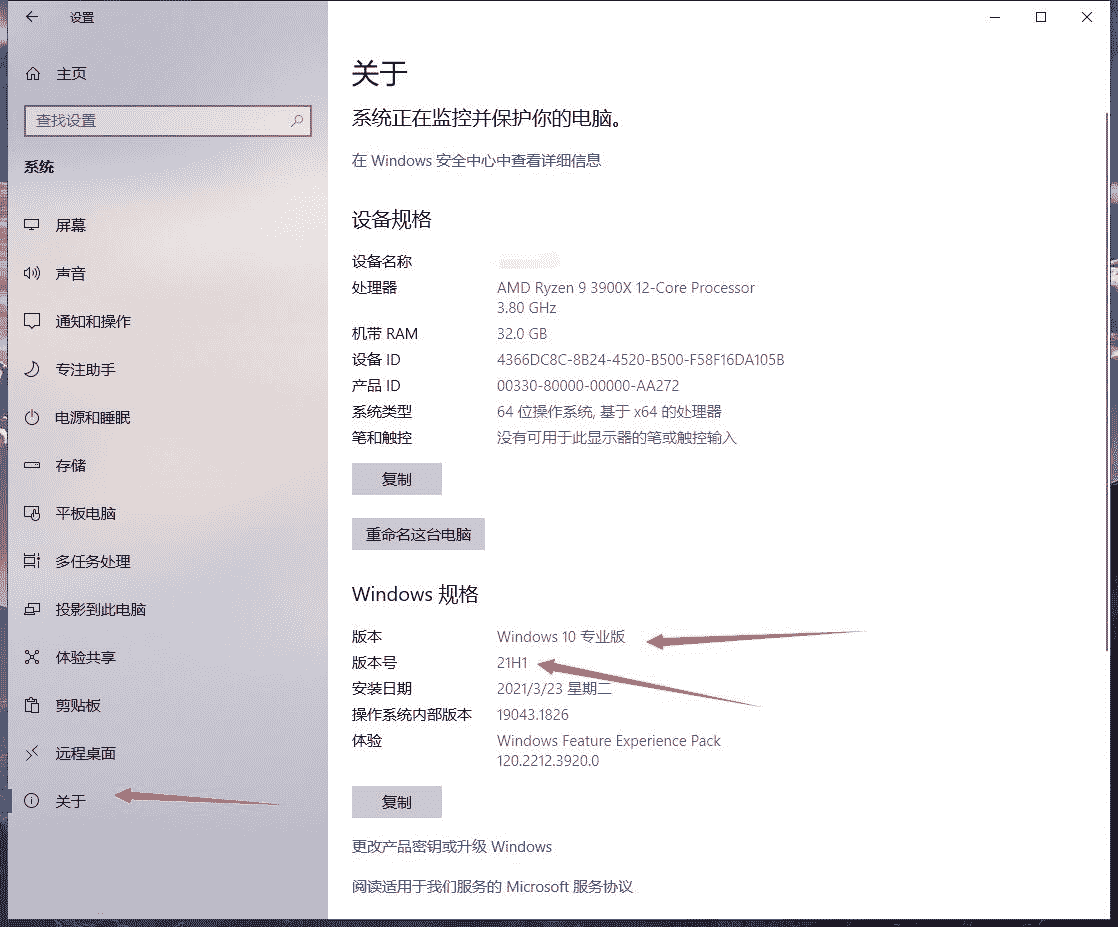 设置
主页
查找设置
系统
屏幕
声音
通知和操作
专注助手
电源和睡眠
存储
平板电脑
多任务处理
投影到此电脑
体验共享
剪贴板
远程桌面
关于
关于
系统正在监控并保护你的电脑。
在 Windows 安全中心中查看详细信息
设备规格
设备名称
处理器 AMD Ryzen 9 3900X 12-Core Processor
3.80 GHz
机带 RAM 32.0 GB
设备 ID 4366DC8C-8B24-4520-B500-F58F16DA105B
产品 ID 00330-80000-00000-AA272
系统类型 64 位操作系统, 基于 x64 的处理器
笔和触控 没有可用于此显示器的笔或触控输入
复制
重命名这台电脑
Windows 规格
版本 Windows 10 专业版
版本号 21H1
安装日期 2021/3/23 星期二
操作系统内部版本 19043.1826
体验 Windows Feature Experience Pack
120.2212.3920.0
复制
更改产品密钥或升级 Windows
阅读适用于我们服务的 Microsoft 服务协议